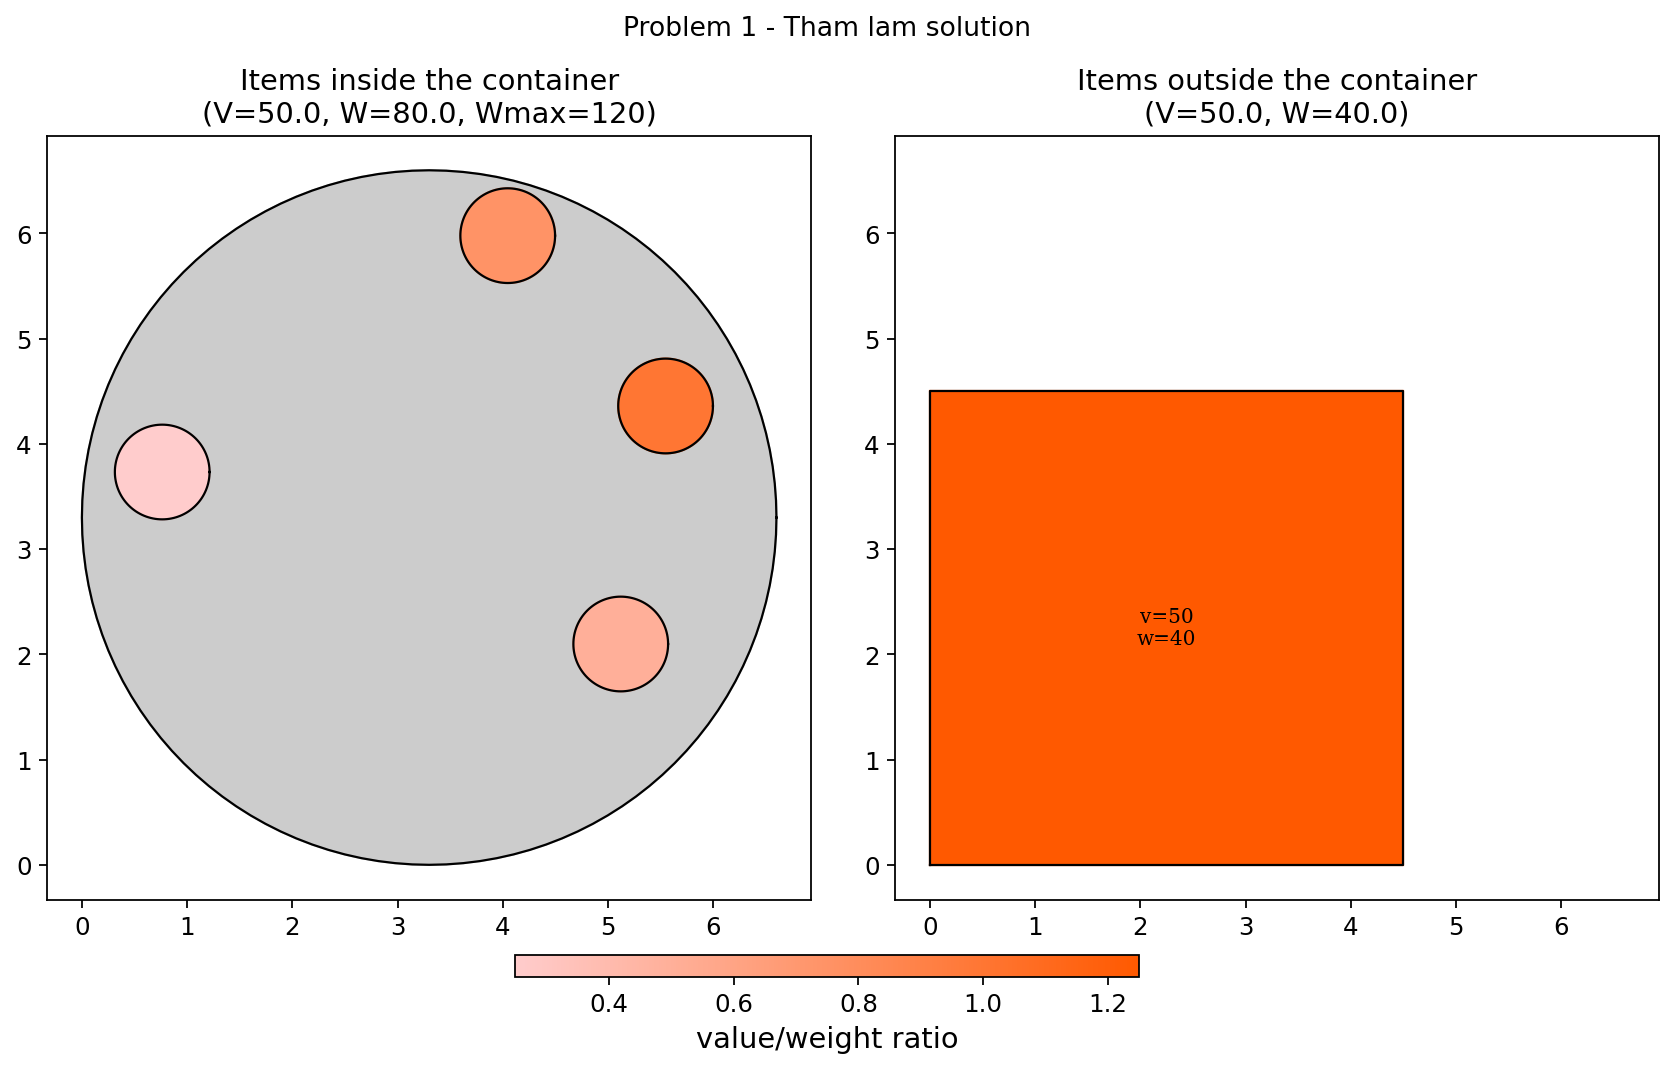 Problem 1 - Tham lam solution
Items inside the container
(V=50.0, W=80.0, Wmax=120)
6
5
4
3
2
1
0
0 1 2 3 4 5 6
Items outside the container
(V=50.0, W=40.0)
6
5
4
3
2
1
0
v=50
w=40
0 1 2 3 4 5 6
0.4 0.6 0.8 1.0 1.2
value/weight ratio